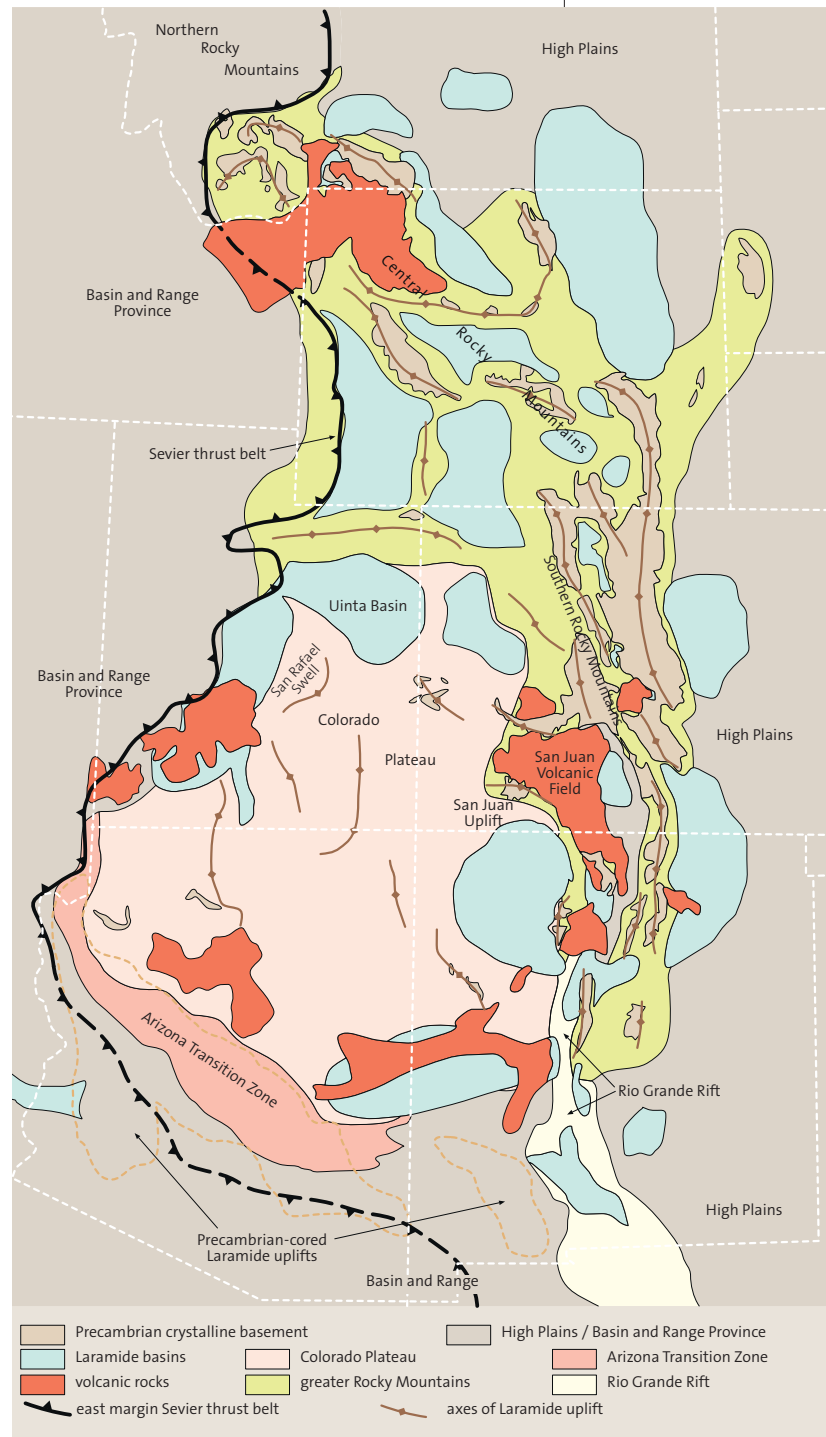 Northern
Rocky
Mountains
High Plains
Central
Rocky
Mountains
Basin and Range
Province
Sevier thrust belt
Uinta Basin
Southern Rocky Mountains
San Rafael
Swell
Basin and Range
Province
Colorado
Plateau
High Plains
San Juan
Volcanic
Field
San Juan
Uplift
Arizona Transition Zone
Rio Grande Rift
High Plains
Precambrian-cored
Laramide uplifts
Basin and Range
Precambrian crystalline basement
High Plains / Basin and Range Province
Laramide basins
Colorado Plateau
Arizona Transition Zone
volcanic rocks
greater Rocky Mountains
Rio Grande Rift
east margin Sevier thrust belt
axes of Laramide uplift